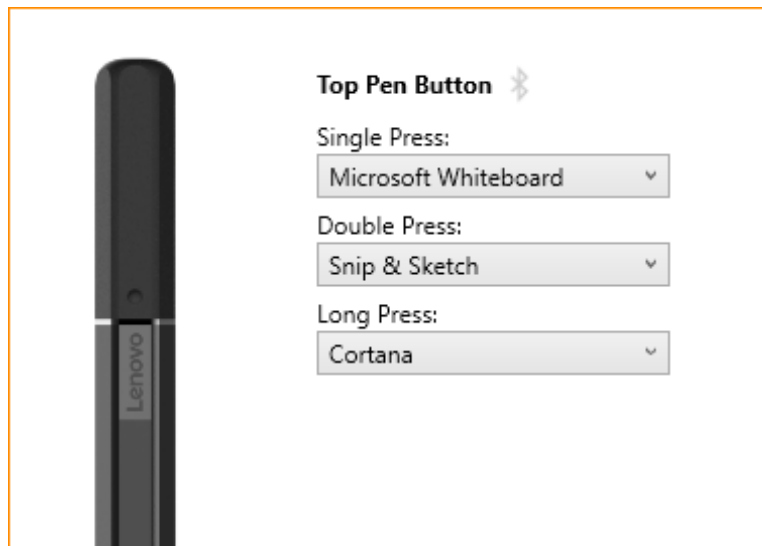 Top Pen Button
Single Press:
Microsoft Whiteboard
Double Press:
Snip & Sketch
Long Press:
Cortana
Lenovo